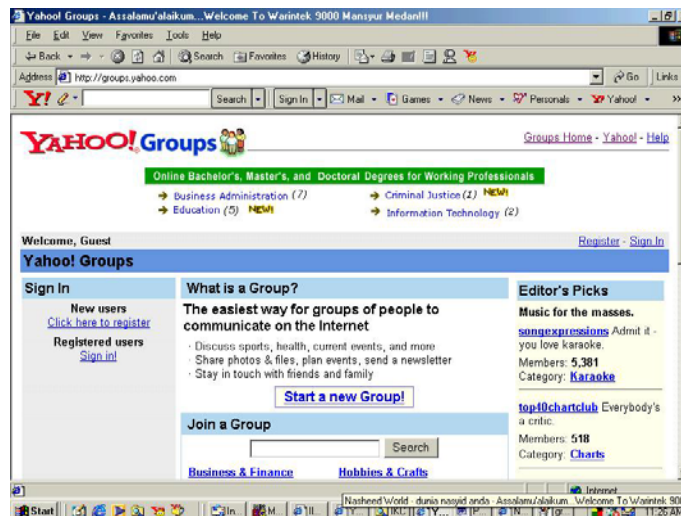 Yahoo! Groups - Assalamu'alaikum...Welcome To Warintek 9000 Mansyur Medan!!!
File Edit View Favorites Tools Help
Back Search Favorites History
Address http://groups.yahoo.com Go Links
Y! Search Sign In Mail Games News Personals Yahoo! »
YAHOO! Groups
Groups Home - Yahoo! - Help
Online Bachelor's, Master's, and Doctoral Degrees for Working Professionals
Business Administration (7) Criminal Justice (1) NEW!
Education (5) NEW! Information Technology (2)
Welcome, Guest Register - Sign In
Yahoo! Groups
Sign In
New users
Click here to register
Registered users
Sign in!
What is a Group?
The easiest way for groups of people to
communicate on the Internet
· Discuss sports, health, current events, and more
· Share photos & files, plan events, send a newsletter
· Stay in touch with friends and family
Start a new Group!
Join a Group
Search
Business & Finance Hobbies & Crafts
Editor's Picks
Music for the masses.
songexpressions Admit it -
you love karaoke.
Members: 5,381
Category: Karaoke
top40chartclub Everybody's
a critic.
Members: 518
Category: Charts
Internet
Nasheed World - dunia nasyid anda - Assalamu'alaikum...Welcome To Warintek 90
Start 11:26 AM